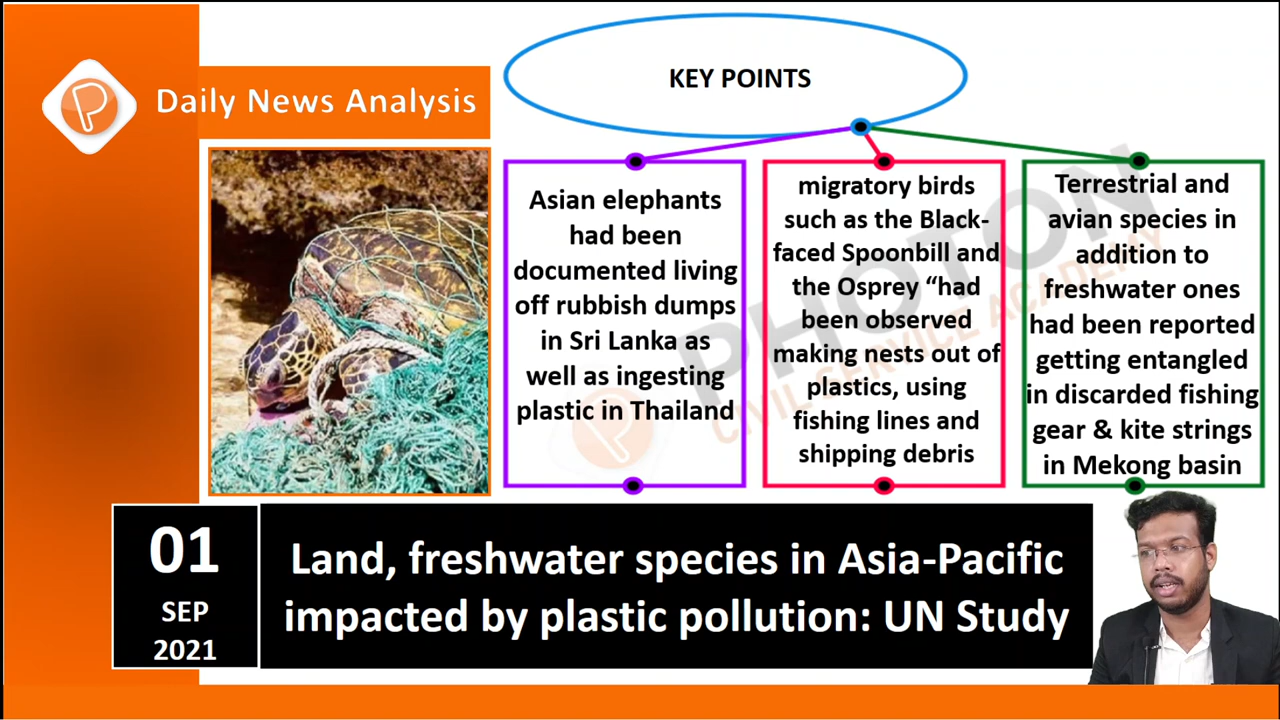 Daily News Analysis
KEY POINTS
Asian elephants
had been
documented living
off rubbish dumps
in Sri Lanka as
well as ingesting
plastic in Thailand
migratory birds
such as the Black-
faced Spoonbill and
the Osprey “had
been observed
making nests out of
plastics, using
fishing lines and
shipping debris
Terrestrial and
avian species in
addition to
freshwater ones
had been reported
getting entangled
in discarded fishing
gear & kite strings
in Mekong basin
PHOTON
CIVIL SERVICE ACADEMY
01
SEP
2021
Land, freshwater species in Asia-Pacific
impacted by plastic pollution: UN Study